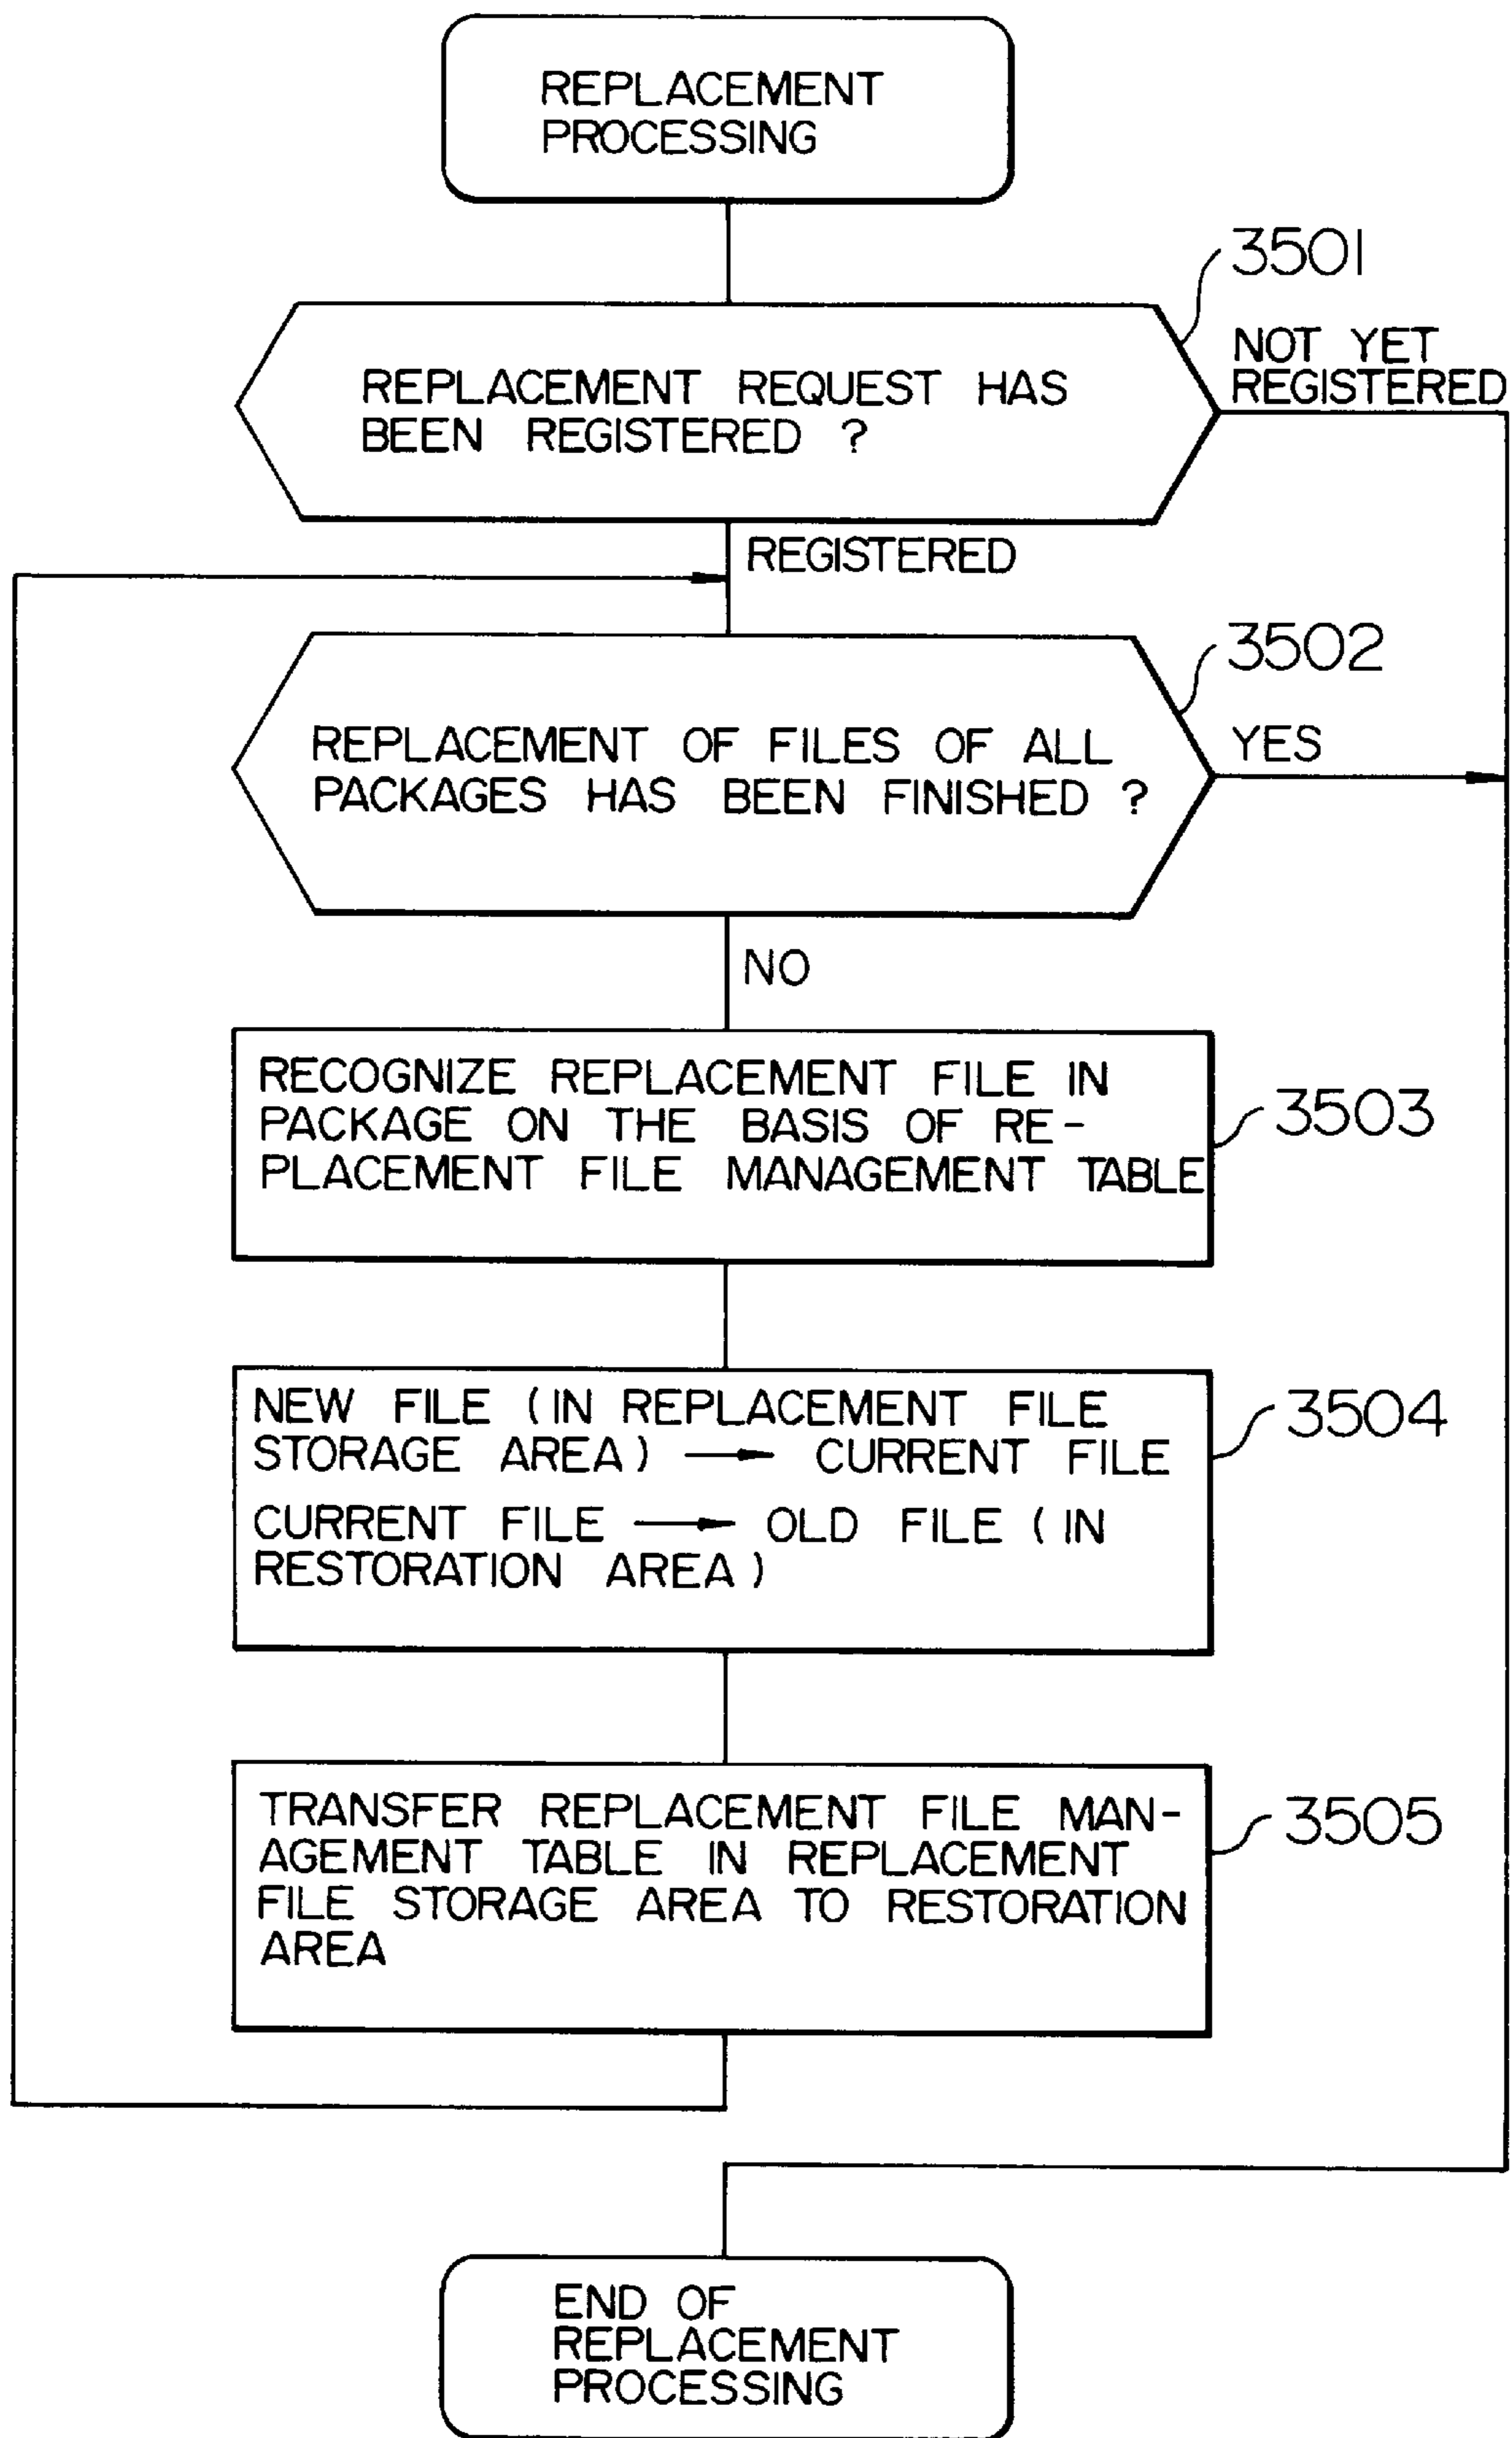 REPLACEMENT
PROCESSING
3501
NOT YET
REGISTERED
REPLACEMENT REQUEST HAS
BEEN REGISTERED ?
REGISTERED
3502
REPLACEMENT OF FILES OF ALL
PACKAGES HAS BEEN FINISHED ?
YES
NO
RECOGNIZE REPLACEMENT FILE IN
PACKAGE ON THE BASIS OF RE-
PLACEMENT FILE MANAGEMENT TABLE
3503
NEW FILE (IN REPLACEMENT FILE
STORAGE AREA) → CURRENT FILE
CURRENT FILE → OLD FILE (IN
RESTORATION AREA)
3504
TRANSFER REPLACEMENT FILE MAN-
AGEMENT TABLE IN REPLACEMENT
FILE STORAGE AREA TO RESTORATION
AREA
3505
END OF
REPLACEMENT
PROCESSING